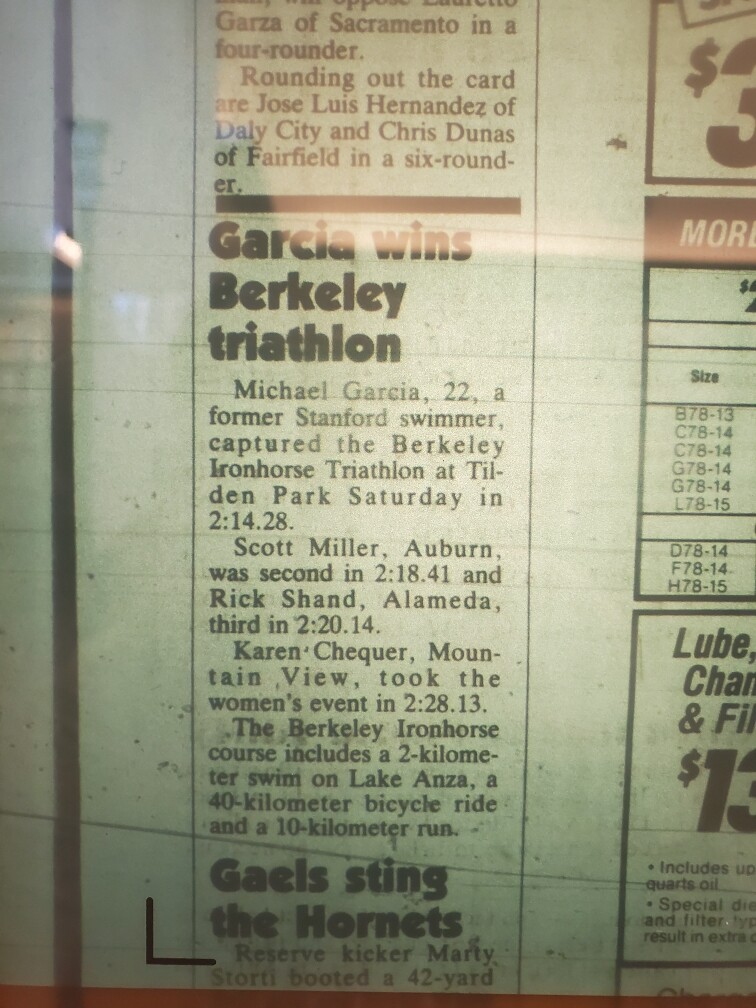 Garza of Sacramento in a
four-rounder.
Rounding out the card
are Jose Luis Hernandez of
Daly City and Chris Dunas
of Fairfield in a six-round-
er.
Garcia wins
Berkeley
triathlon
Michael Garcia, 22, a
former Stanford swimmer,
captured the Berkeley
Ironhorse Triathlon at Til-
den Park Saturday in
2:14.28.
Scott Miller, Auburn,
was second in 2:18.41 and
Rick Shand, Alameda,
third in 2:20.14.
Karen Chequer, Moun-
tain View, took the
women's event in 2:28.13.
The Berkeley Ironhorse
course includes a 2-kilome-
ter swim on Lake Anza, a
40-kilometer bicycle ride
and a 10-kilometer run.
Gaels sting
the Hornets
Reserve kicker Marty
Storti booted a 42-yard
$3
MOR
Size
B78-13
C78-14
C78-14
G78-14
G78-14
L78-15
D78-14
F78-14
H78-15
Lube,
Chan
& Fil
$13
• Includes up
quarts oil
• Special die
and filter typ
result in extra c